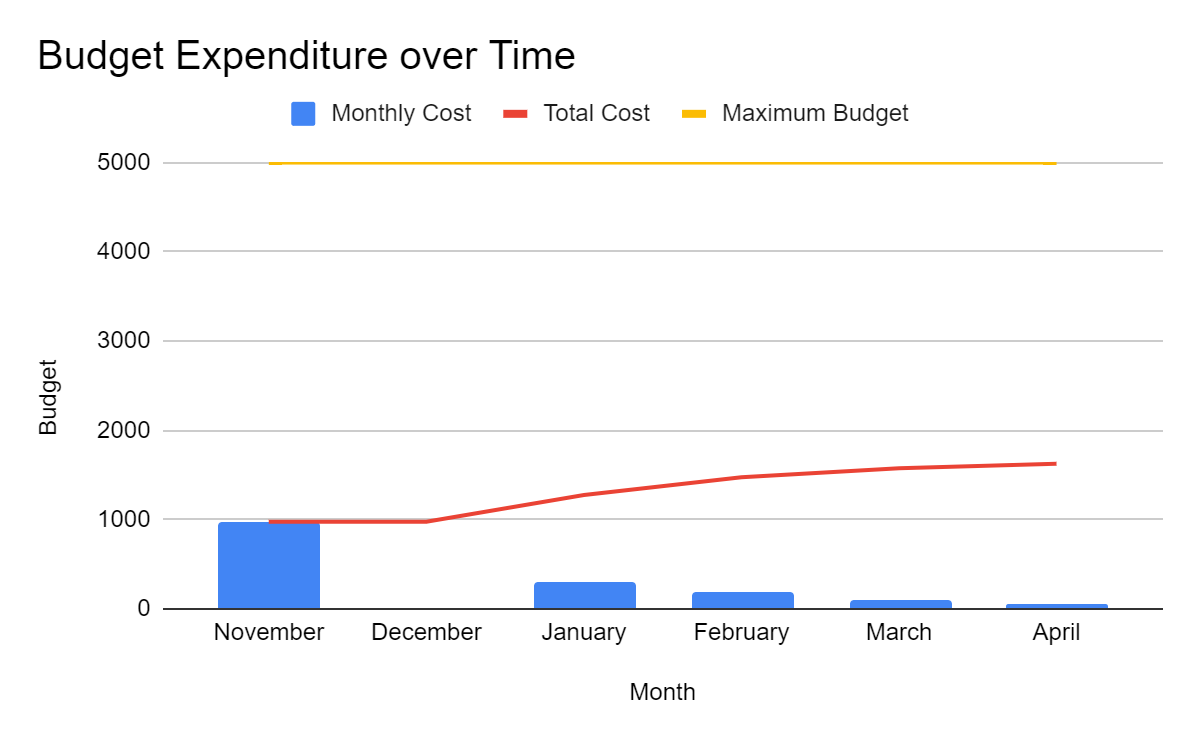 Budget Expenditure over Time
Monthly Cost Total Cost Maximum Budget
5000
4000
3000
2000
1000
0
Budget
November December January February March April
Month